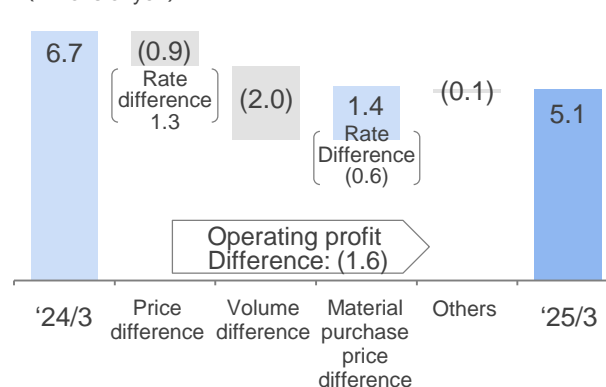 6.7
(0.9)
Rate
difference
1.3
(2.0)
1.4
Rate
Difference
(0.6)
(0.1)
5.1
Operating profit
Difference: (1.6)
‘24/3
Price
difference
Volume
difference
Material
purchase
price
difference
Others
‘25/3